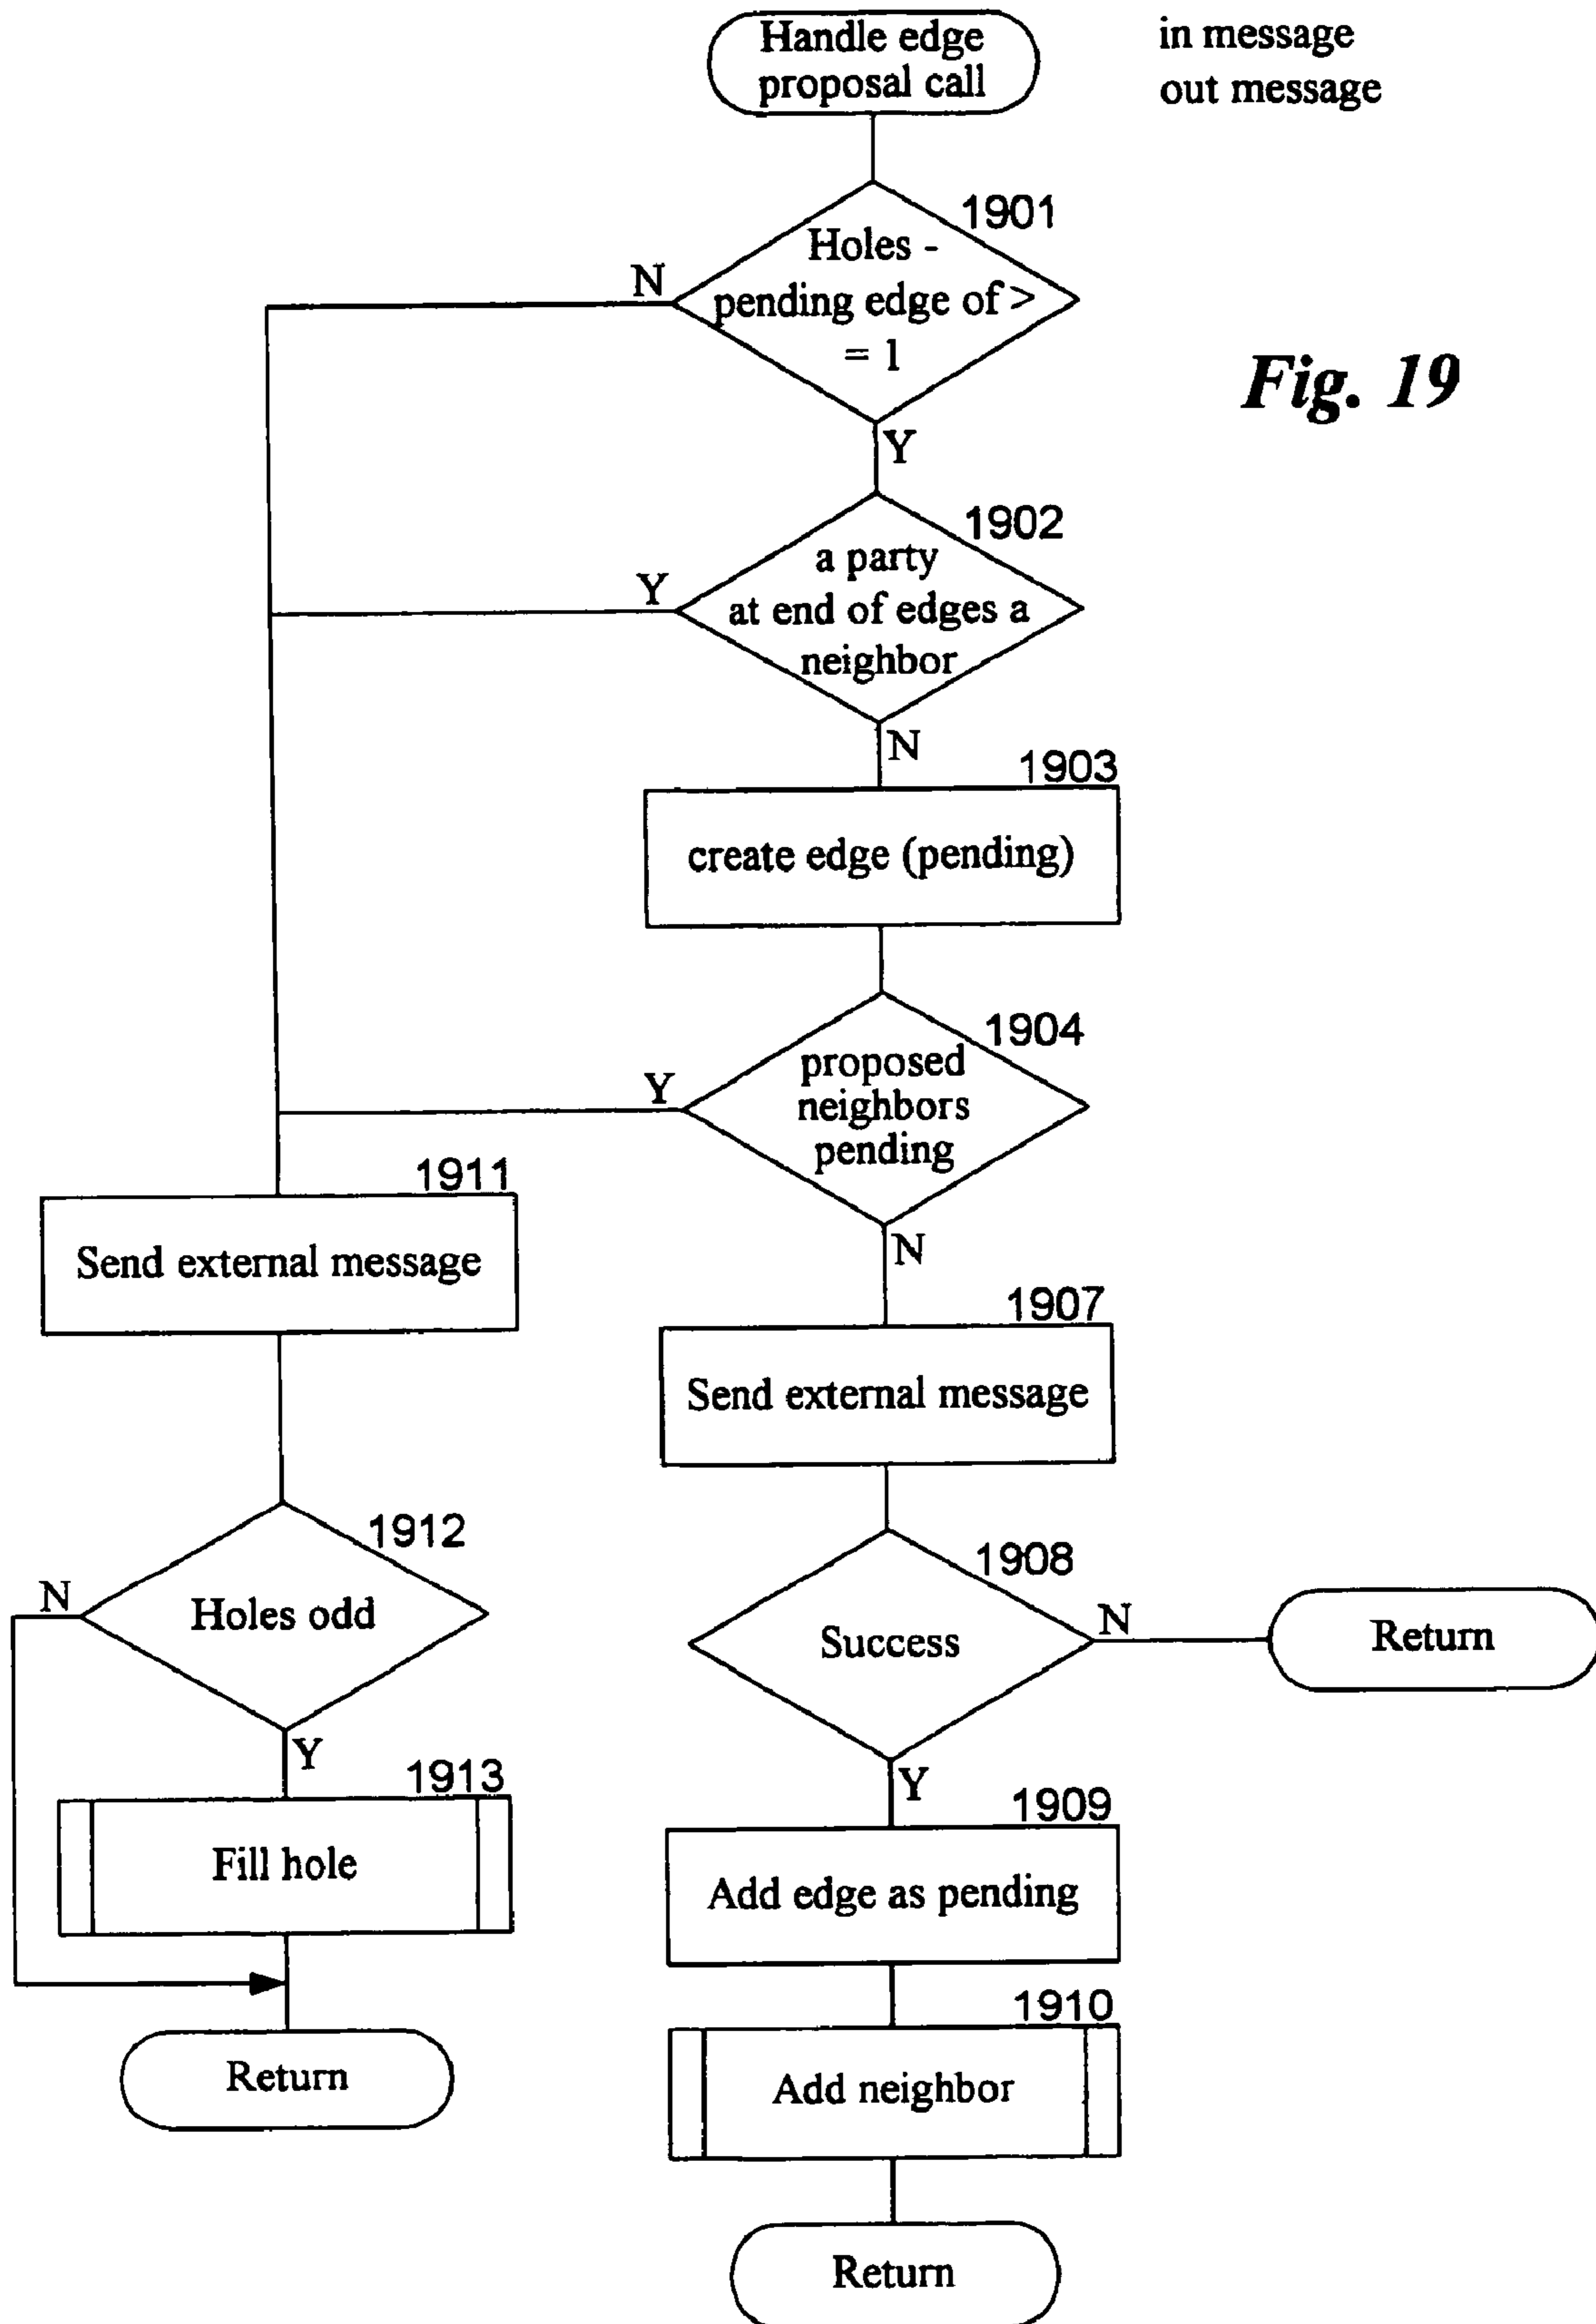 Handle edge
proposal call
in message
out message
1901
Holes -
pending edge of >
= 1
N
Y
Fig. 19
1902
a party
at end of edges a
neighbor
Y
N
1903
create edge (pending)
1904
proposed
neighbors
pending
Y
N
1911
Send external message
1907
Send external message
1912
Holes odd
N
Y
1908
Success
N
Return
Y
1913
Fill hole
1909
Add edge as pending
Return
1910
Add neighbor
Return